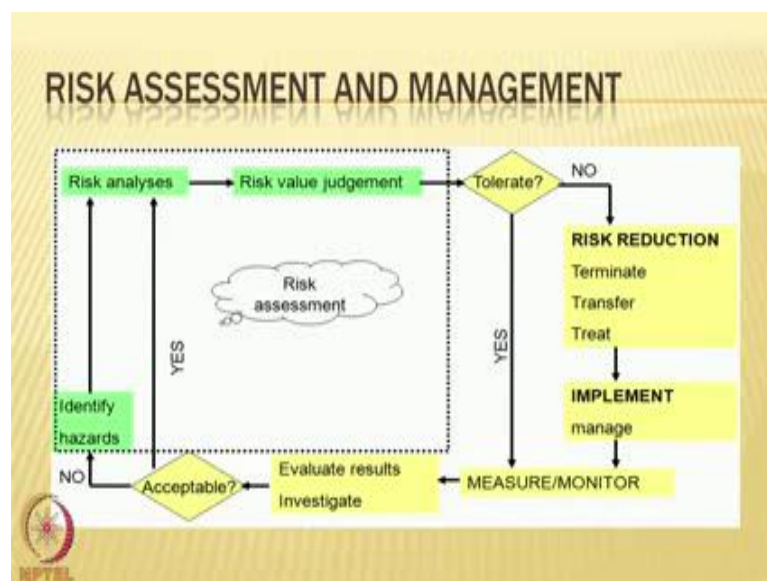 RISK ASSESSMENT AND MANAGEMENT
Risk analyses
Risk value judgement
Tolerate?
NO
RISK REDUCTION
Terminate
Transfer
Treat
Risk
assessment
YES
YES
Identify
hazards
IMPLEMENT
manage
NO
Acceptable?
Evaluate results
Investigate
MEASURE/MONITOR
NPTEL